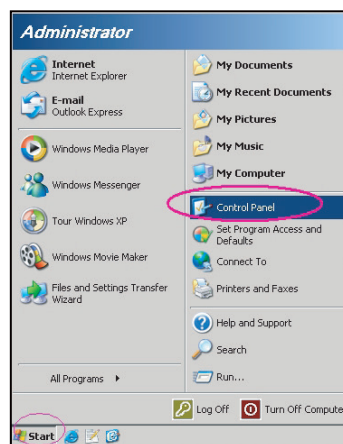 Administrator
Internet
Internet Explorer
E-mail
Outlook Express
Windows Media Player
Windows Messenger
Tour Windows XP
Windows Movie Maker
Files and Settings Transfer
Wizard
All Programs
My Documents
My Recent Documents
My Pictures
My Music
My Computer
Control Panel
Set Program Access and
Defaults
Connect To
Printers and Faxes
Help and Support
Search
Run...
Log Off
Turn Off Compute
Start